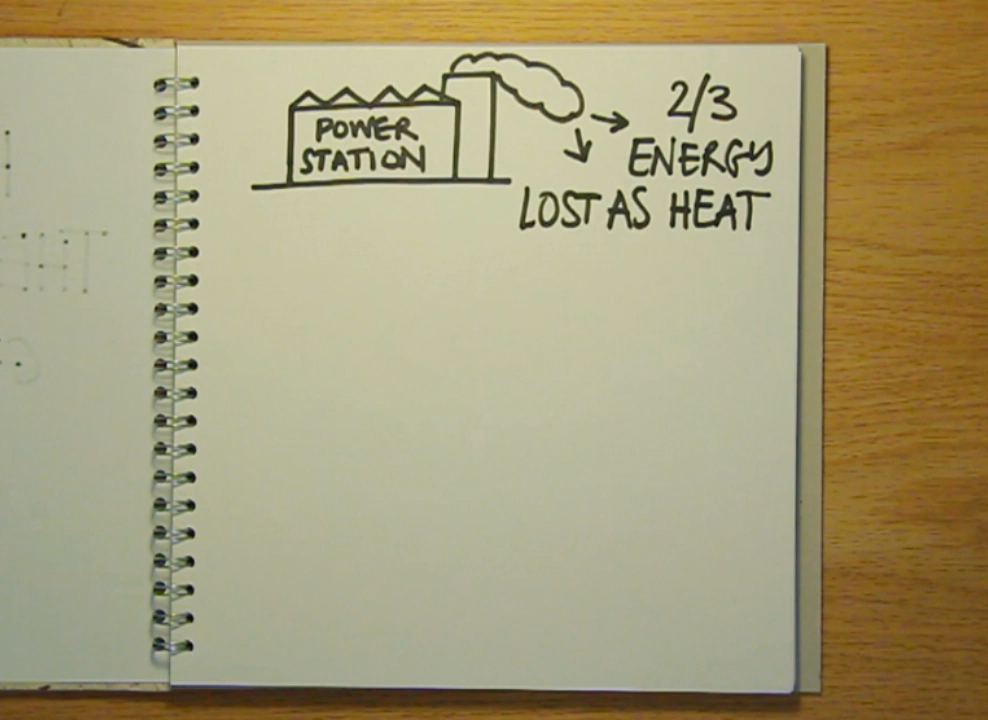 POWER
STATION
2/3
ENERGY
LOST AS HEAT